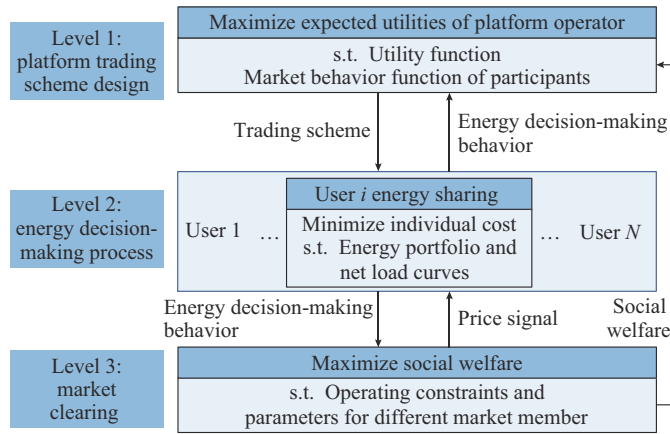 Level 1:
platform trading
scheme design
Maximize expected utilities of platform operator
s.t. Utility function
Market behavior function of participants
Trading scheme
Energy decision-making
behavior
Level 2:
energy decision-
making process
User 1
...
User i energy sharing
Minimize individual cost
s.t. Energy portfolio and
net load curves
...
User N
Energy decision-making
behavior
Price signal
Social
welfare
Level 3:
market
clearing
Maximize social welfare
s.t. Operating constraints and
parameters for different market member